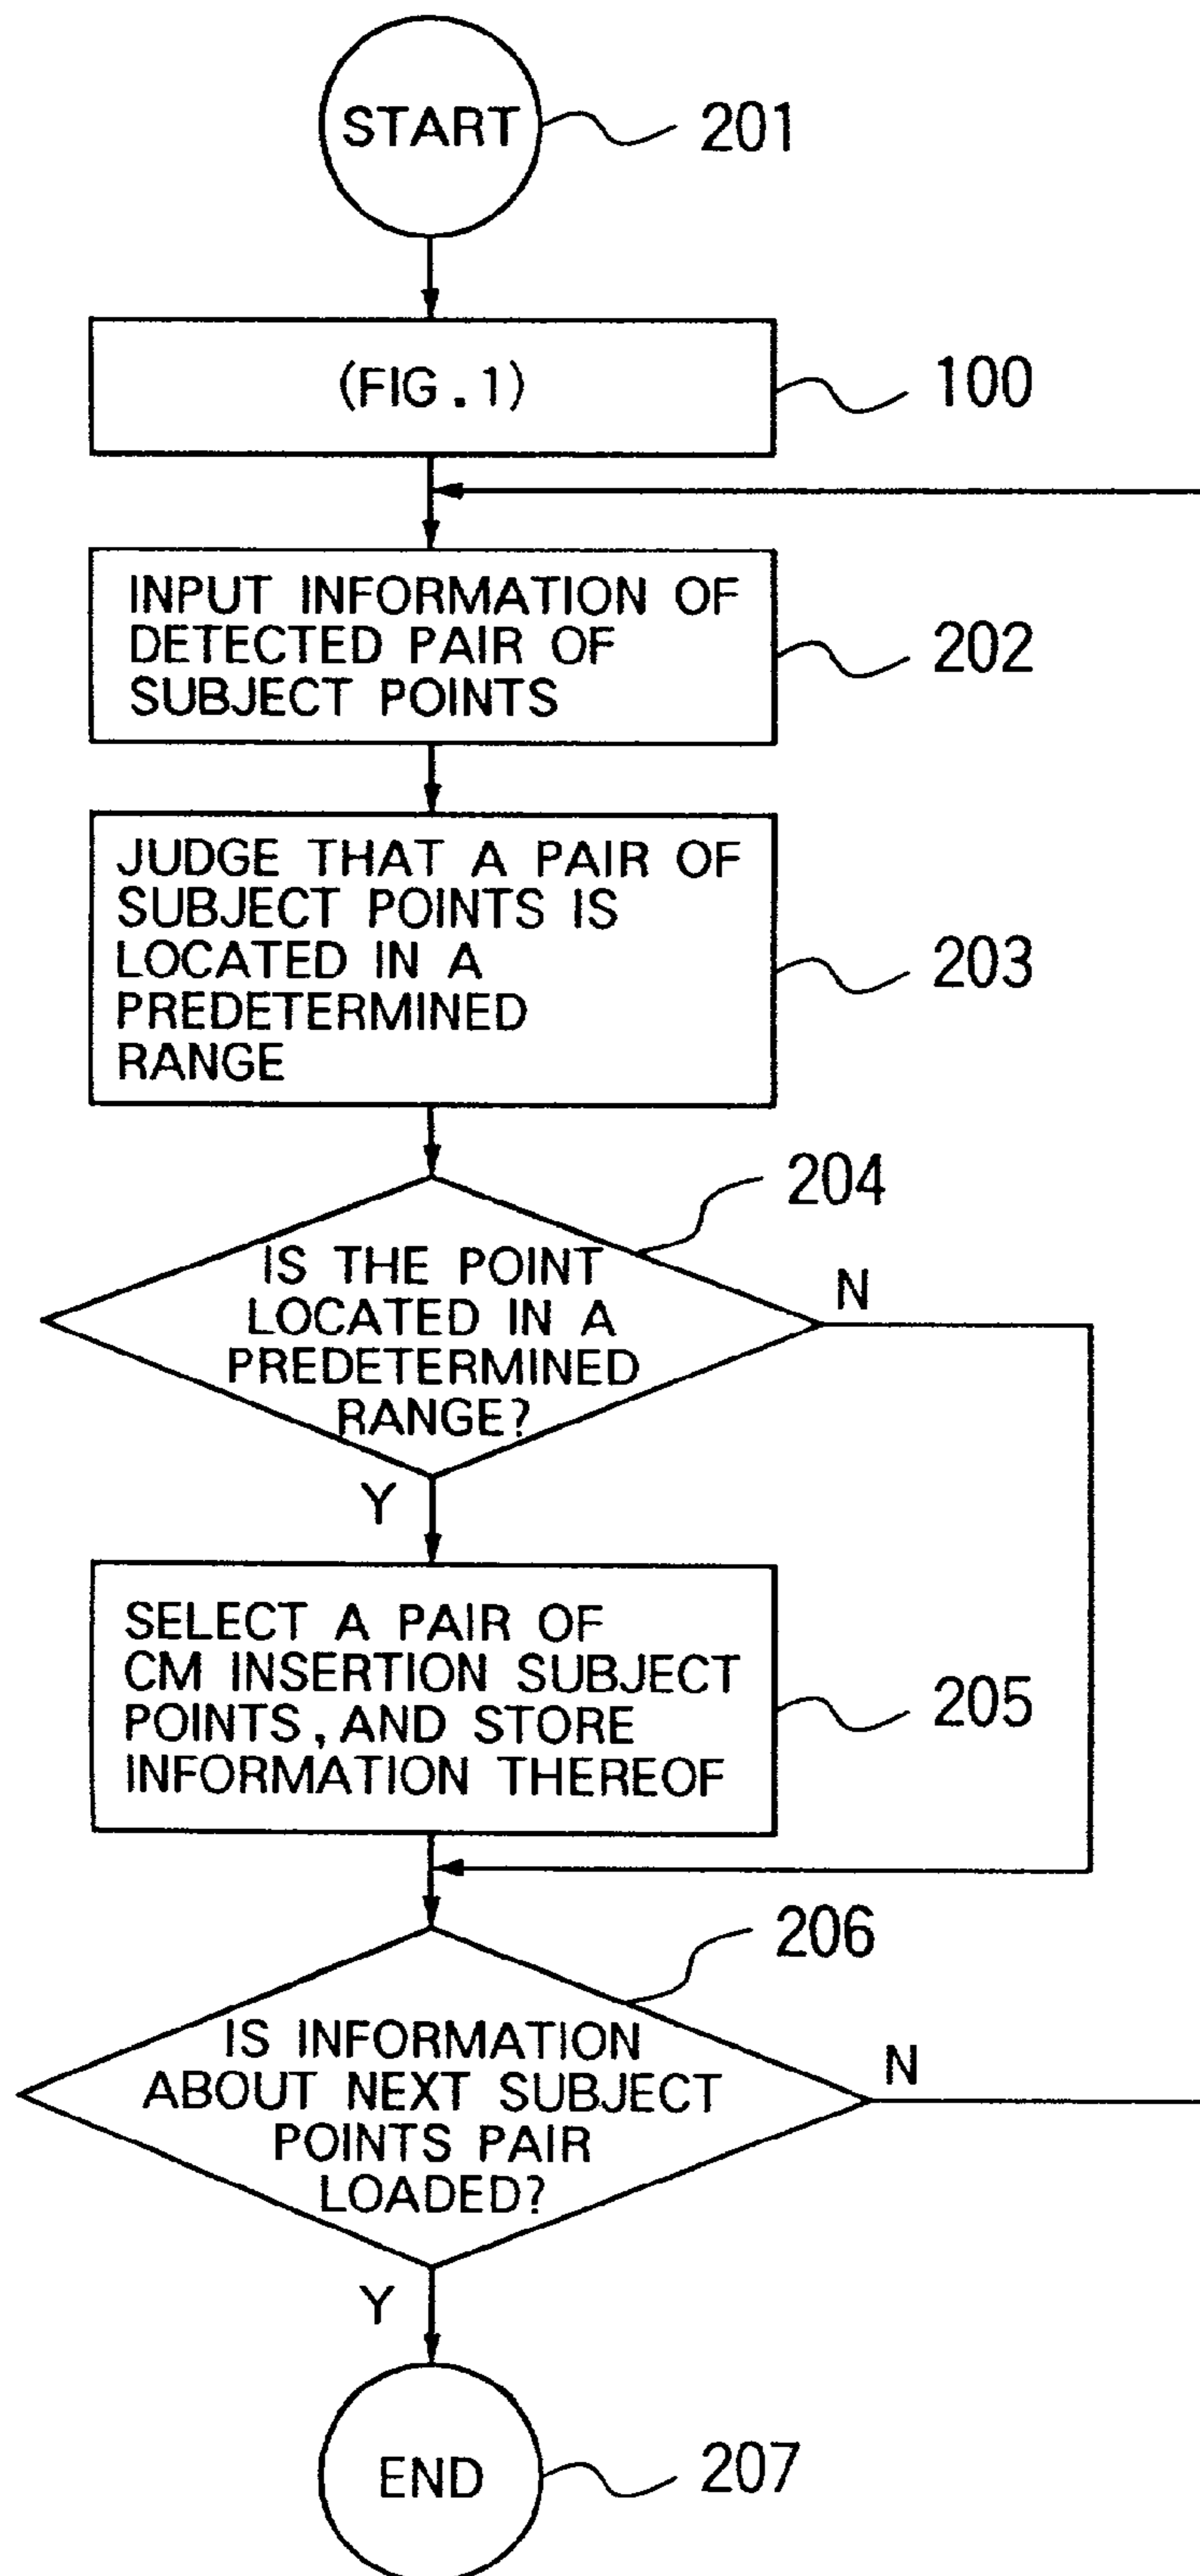 START
201
(FIG.1)
100
INPUT INFORMATION OF
DETECTED PAIR OF
SUBJECT POINTS
202
JUDGE THAT A PAIR OF
SUBJECT POINTS IS
LOCATED IN A
PREDETERMINED
RANGE
203
204
IS THE POINT
LOCATED IN A
PREDETERMINED
RANGE?
N
Y
SELECT A PAIR OF
CM INSERTION SUBJECT
POINTS, AND STORE
INFORMATION THEREOF
205
206
IS INFORMATION
ABOUT NEXT SUBJECT
POINTS PAIR
LOADED?
N
Y
END
207